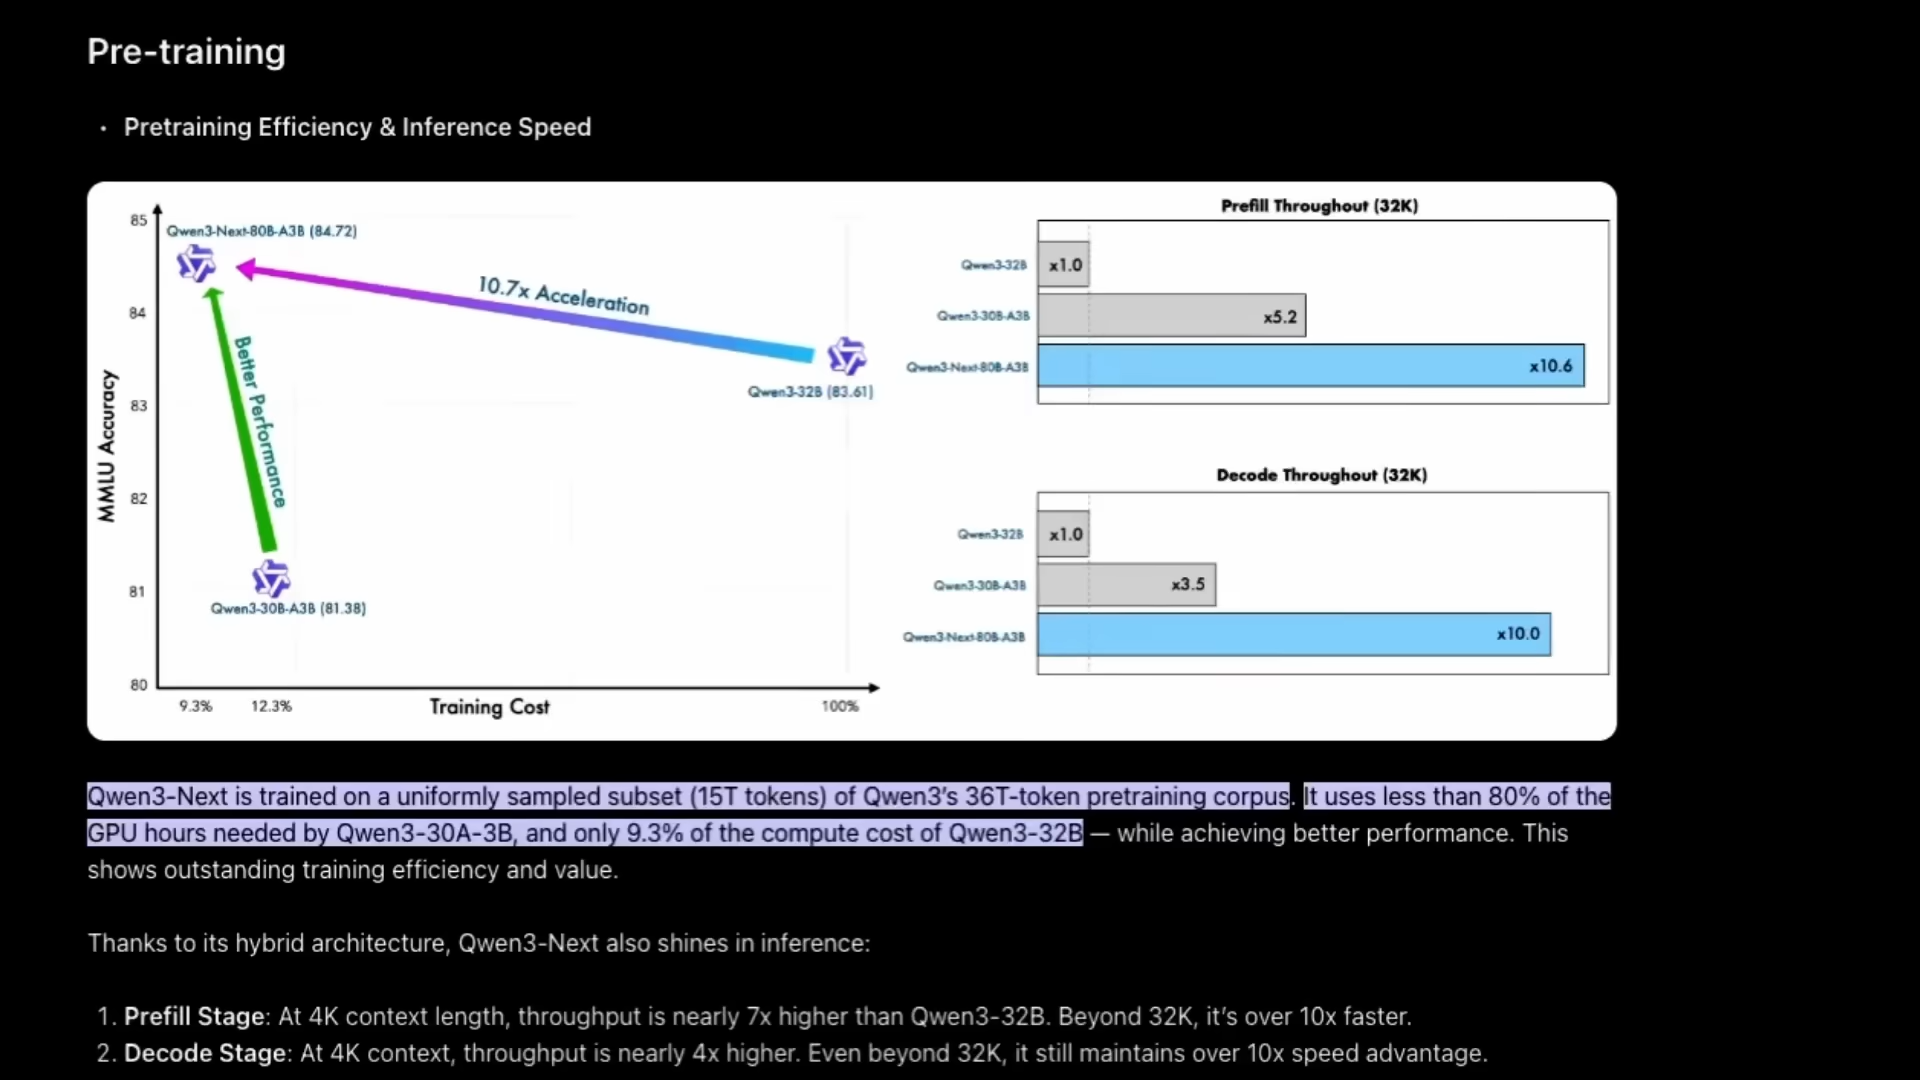 Pre-training
• Pretraining Efficiency & Inference Speed
85
84
83
82
81
80
MMLU Accuracy
Qwen3-Next-80B-A3B (84.72)
10.7x Acceleration
Better Performance
Qwen3-32B (83.61)
Qwen3-30B-A3B (81.38)
9.3%
12.3%
Training Cost
100%
Prefill Throughout (32K)
Qwen3-32B x1.0
Qwen3-30B-A3B x5.2
Qwen3-Next-80B-A3B x10.6
Decode Throughout (32K)
Qwen3-32B x1.0
Qwen3-30B-A3B x3.5
Qwen3-Next-80B-A3B x10.0
Qwen3-Next is trained on a uniformly sampled subset (15T tokens) of Qwen3’s 36T-token pretraining corpus. It uses less than 80% of the
GPU hours needed by Qwen3-30A-3B, and only 9.3% of the compute cost of Qwen3-32B — while achieving better performance. This
shows outstanding training efficiency and value.
Thanks to its hybrid architecture, Qwen3-Next also shines in inference:
1. Prefill Stage: At 4K context length, throughput is nearly 7x higher than Qwen3-32B. Beyond 32K, it’s over 10x faster.
2. Decode Stage: At 4K context, throughput is nearly 4x higher. Even beyond 32K, it still maintains over 10x speed advantage.